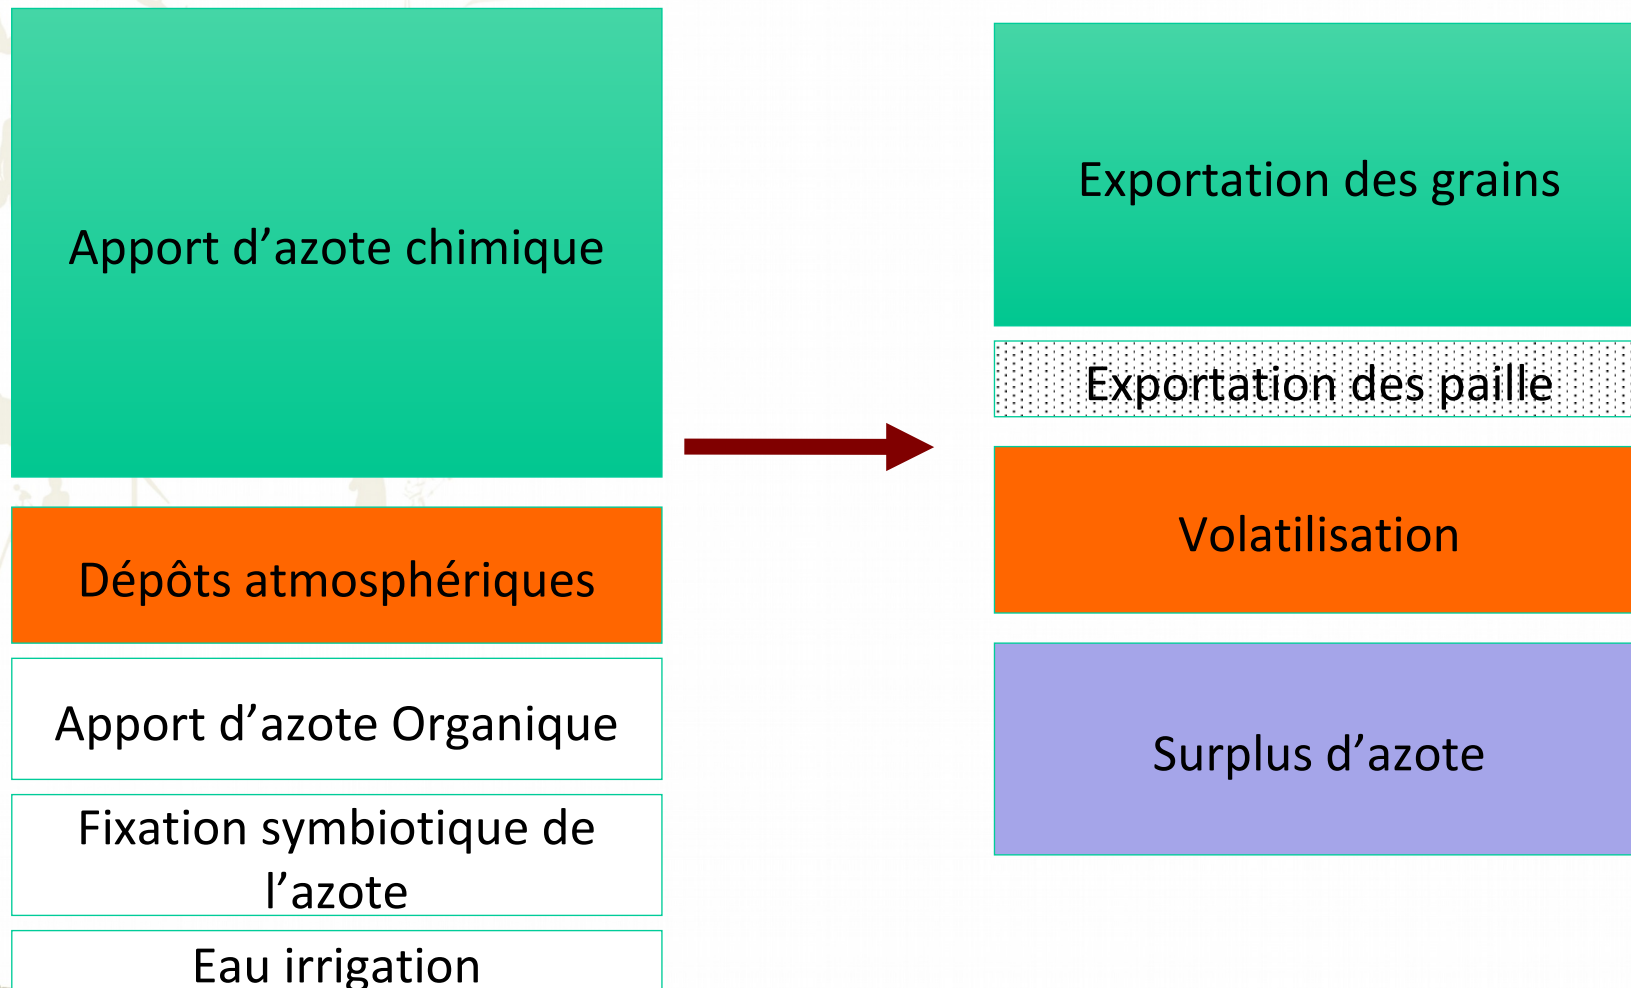 Apport d’azote chimique
Dépôts atmosphériques
Apport d’azote Organique
Fixation symbiotique de
l’azote
Eau irrigation
Exportation des grains
Exportation des paille
Volatilisation
Surplus d’azote